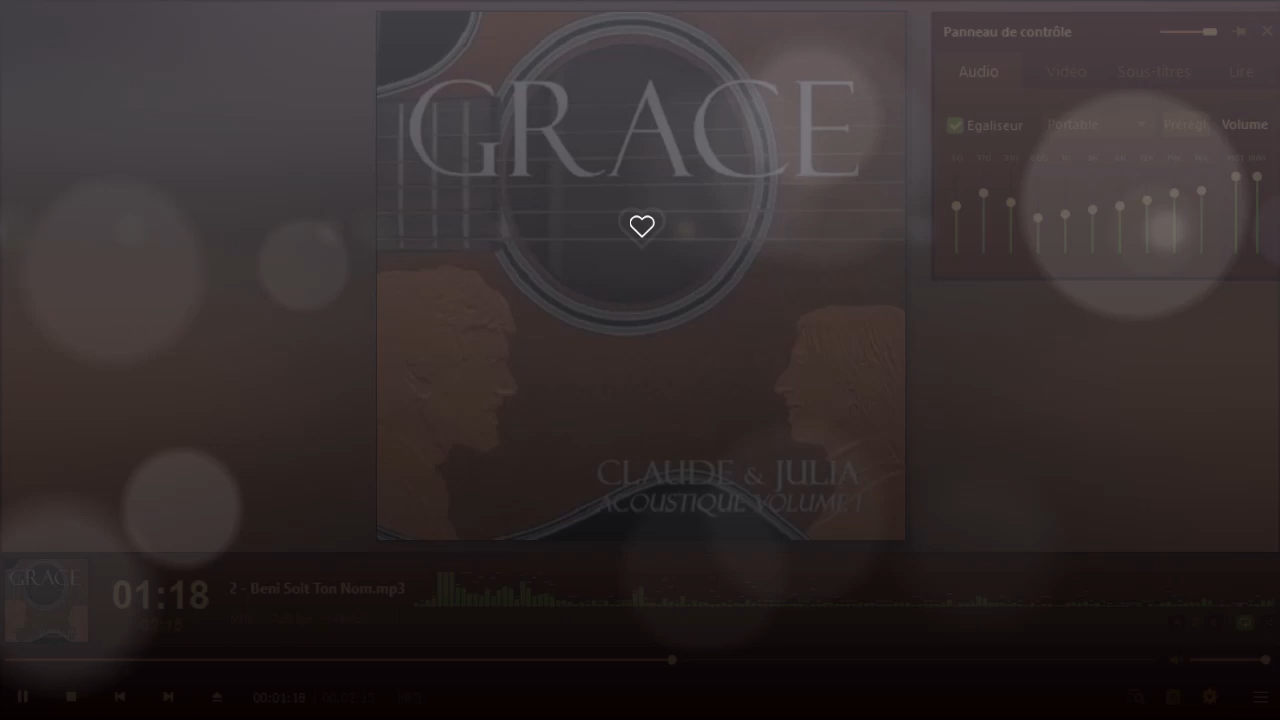 GRACE
CLAUDE & JULIA
ACOUSTIQUE VOLUME 1
Panneau de contrôle
Audio Vidéo Sous-titres Lire
Egaliseur Portable Préregl Volume
GRACE
01:18 2 - Beni Soit Ton Nom.mp3
00:01:18